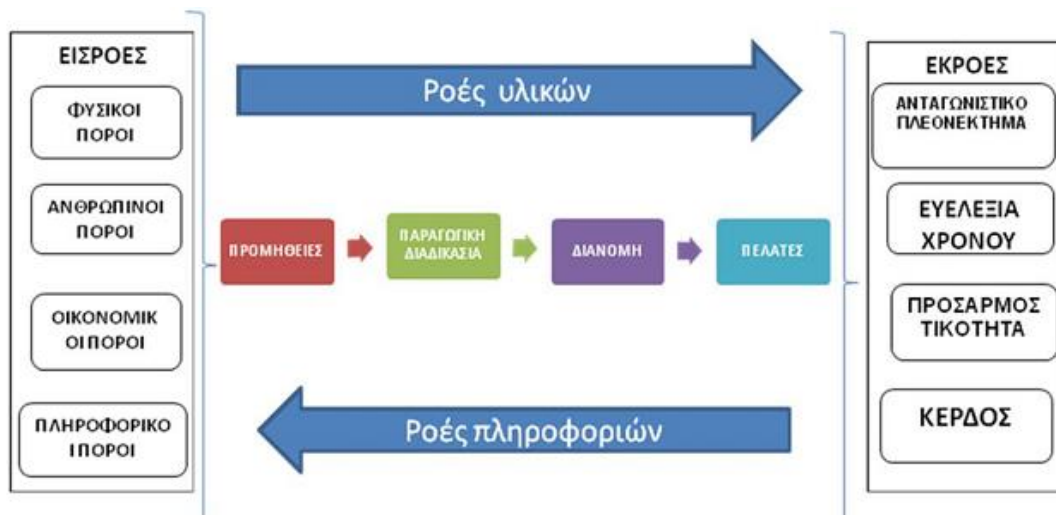 ΕΙΣΡΟΕΣ
ΦΥΣΙΚΟΙ
ΠΟΡΟΙ
ΑΝΘΡΩΠΙΝΟΙ
ΠΟΡΟΙ
ΟΙΚΟΝΟΜΙΚ
ΟΙ ΠΟΡΟΙ
ΠΛΗΡΟΦΟΡΙΚΟ
Ι ΠΟΡΟΙ
Ροές υλικών
ΠΡΟΜΗΘΕΙΕΣ
ΠΑΡΑΓΩΓΙΚΗ
ΔΙΑΔΙΚΑΣΙΑ
ΔΙΑΝΟΜΗ
ΠΕΛΑΤΕΣ
Ροές πληροφοριών
ΕΚΡΟΕΣ
ΑΝΤΑΓΩΝΙΣΤΙΚΟ
ΠΛΕΟΝΕΚΤΗΜΑ
ΕΥΕΛΕΞΙΑ
ΧΡΟΝΟΥ
ΠΡΟΣΑΡΜΟΣ
ΤΙΚΟΤΗΤΑ
ΚΕΡΔΟΣ